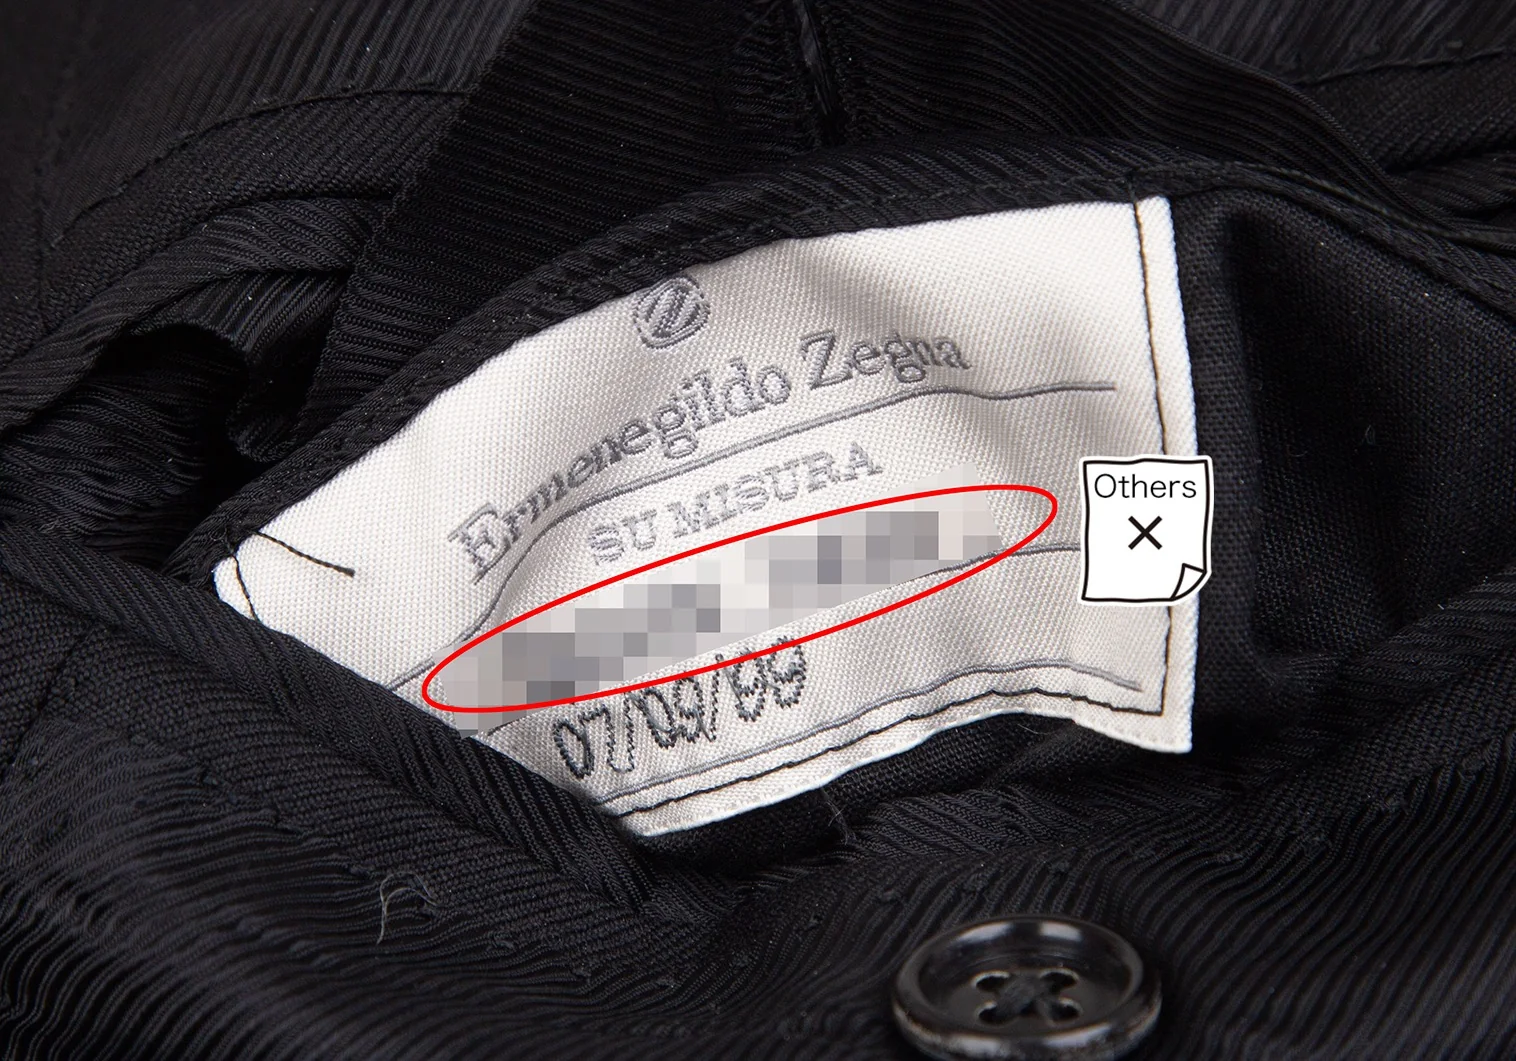 Ermenegildo Zegna
SU MISURA
07/09/99
Others
×